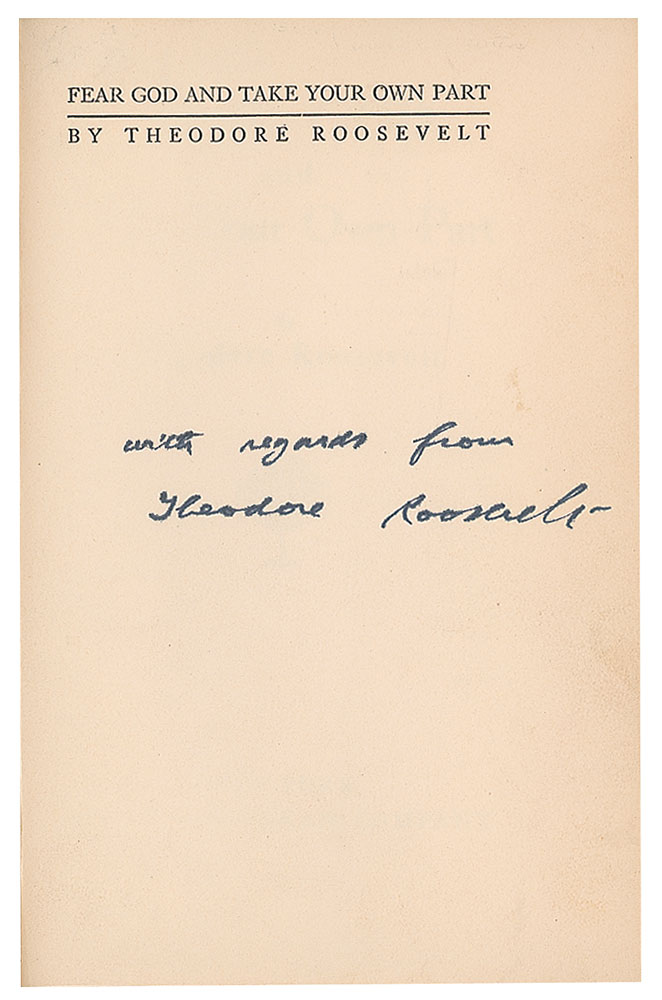 FEAR GOD AND TAKE YOUR OWN PART
BY THEODORE ROOSEVELT
with regards from
Theodore Roosevelt